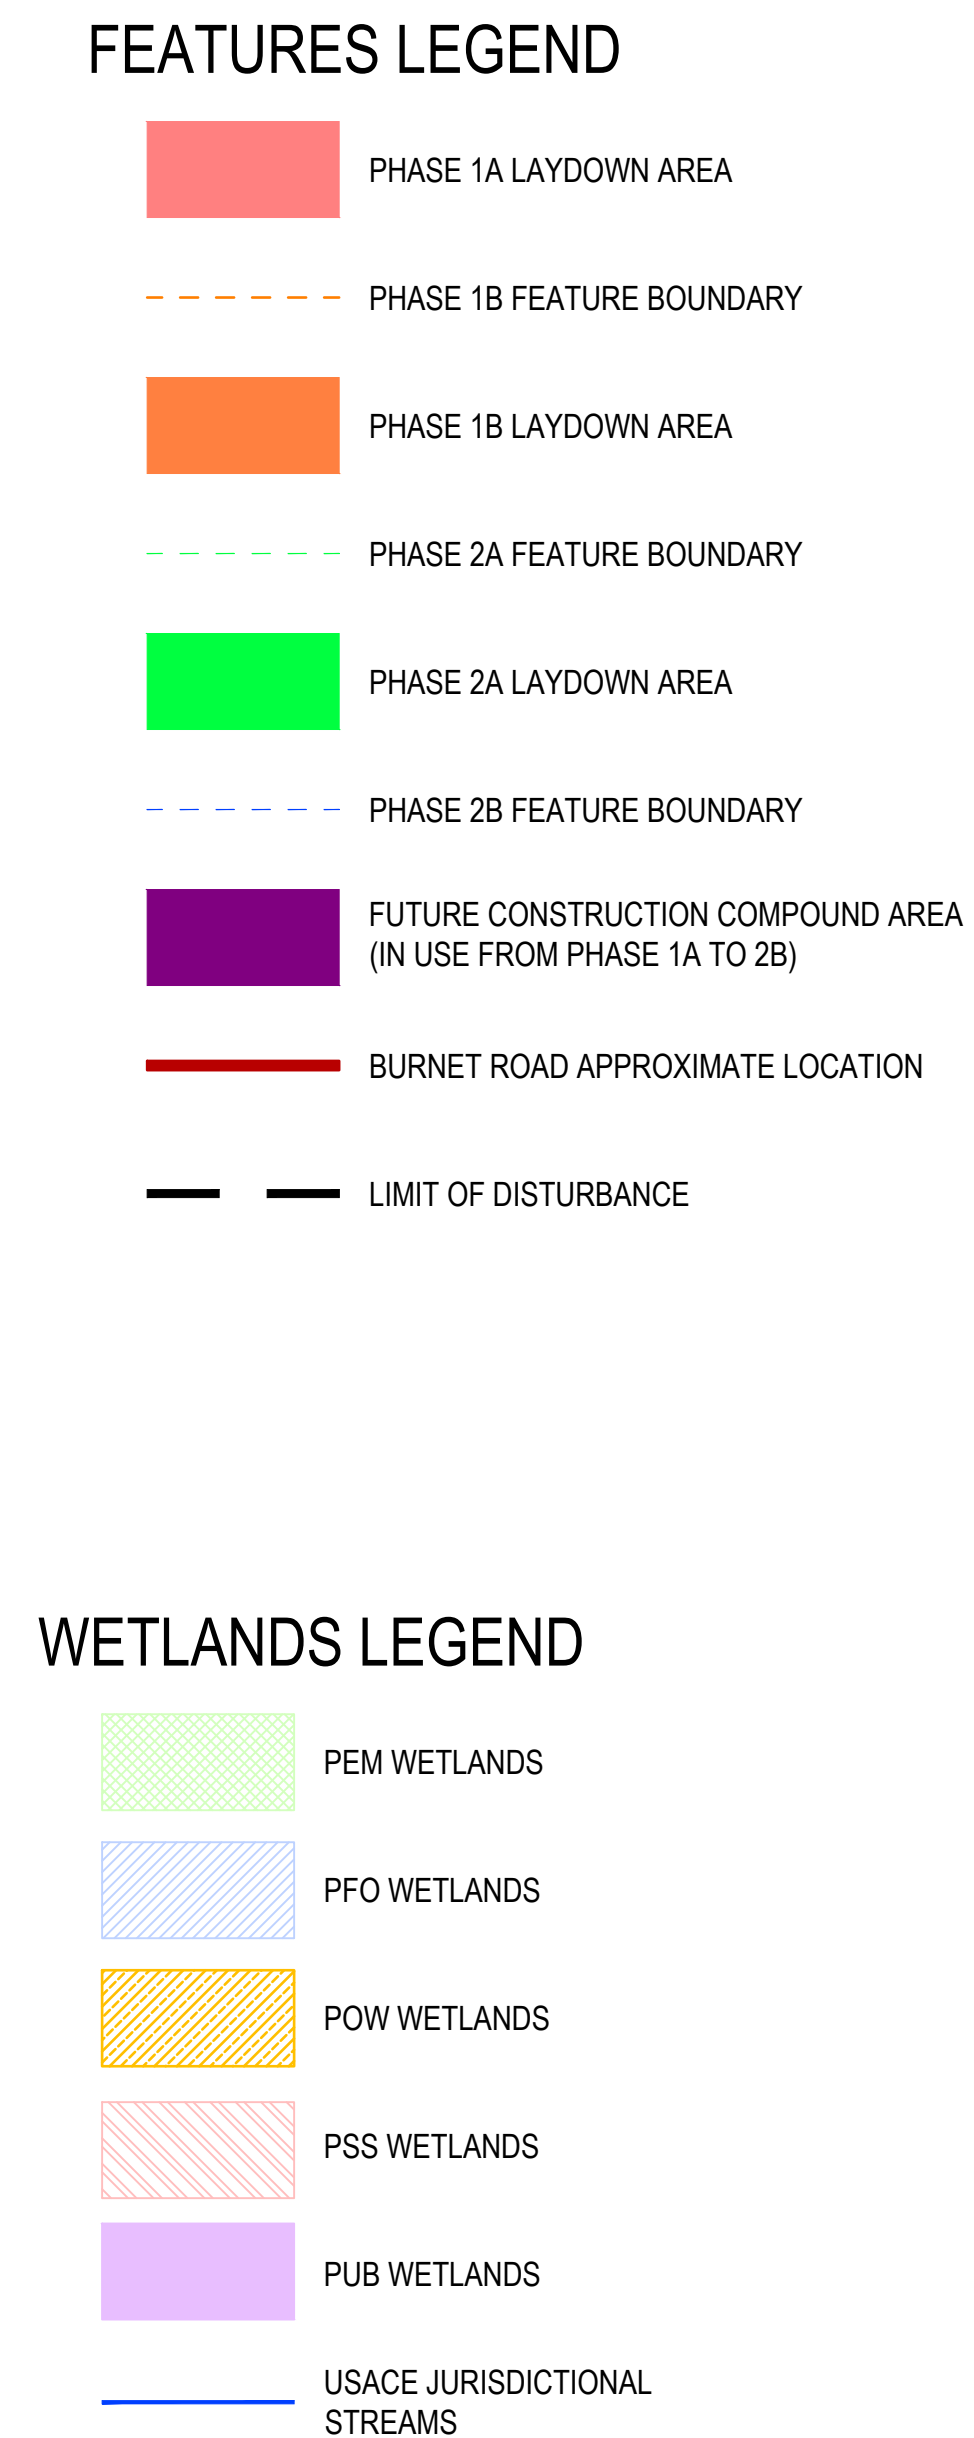 FEATURES LEGEND
PHASE 1A LAYDOWN AREA
PHASE 1B FEATURE BOUNDARY
PHASE 1B LAYDOWN AREA
PHASE 2A FEATURE BOUNDARY
PHASE 2A LAYDOWN AREA
PHASE 2B FEATURE BOUNDARY
FUTURE CONSTRUCTION COMPOUND AREA
(IN USE FROM PHASE 1A TO 2B)
BURNET ROAD APPROXIMATE LOCATION
LIMIT OF DISTURBANCE
WETLANDS LEGEND
PEM WETLANDS
PFO WETLANDS
POW WETLANDS
PSS WETLANDS
PUB WETLANDS
USACE JURISDICTIONAL
STREAMS